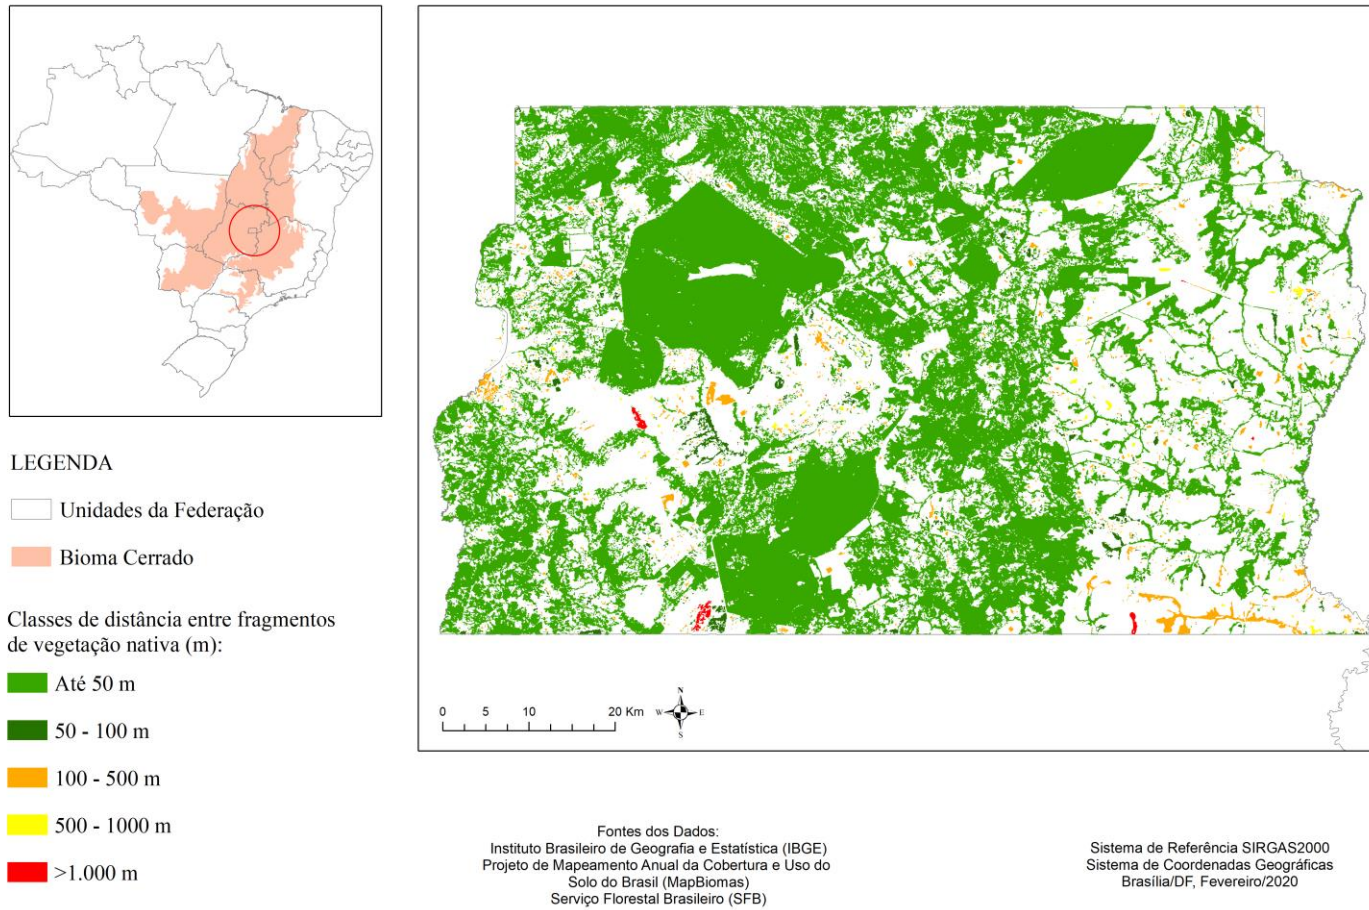 LEGENDA
Unidades da Federação
Bioma Cerrado
Classes de distância entre fragmentos
de vegetação nativa (m):
Até 50 m
50 - 100 m
100 - 500 m
500 - 1000 m
>1.000 m
0 5 10 20 Km
N
W E
S
Fontes dos Dados:
Instituto Brasileiro de Geografia e Estatística (IBGE)
Projeto de Mapeamento Anual da Cobertura e Uso do
Solo do Brasil (MapBiomas)
Serviço Florestal Brasileiro (SFB)
Sistema de Referência SIRGAS2000
Sistema de Coordenadas Geográficas
Brasília/DF, Fevereiro/2020